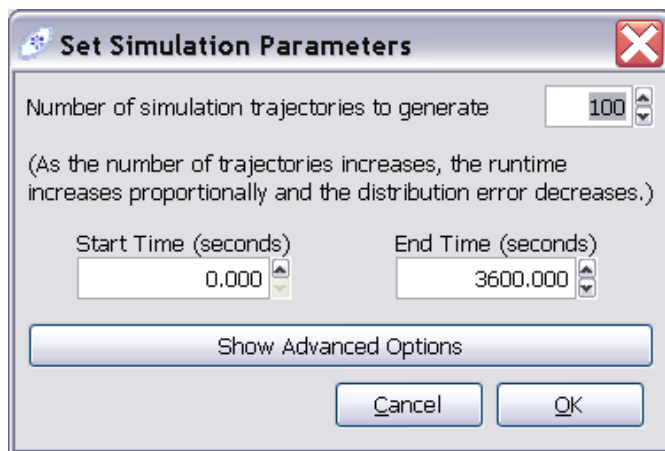 Set Simulation Parameters
Number of simulation trajectories to generate 100
(As the number of trajectories increases, the runtime
increases proportionally and the distribution error decreases.)
Start Time (seconds) End Time (seconds)
0.000 3600.000
Show Advanced Options
Cancel OK